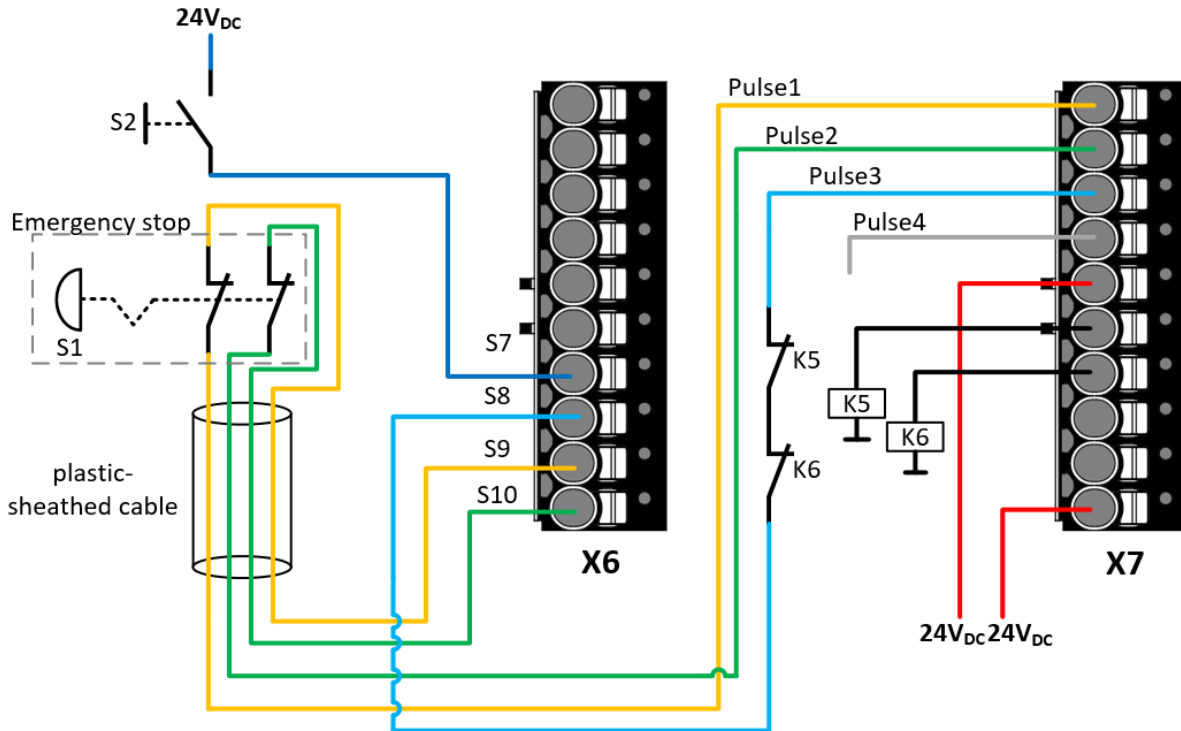 24VDC
S2
Emergency stop
S1
plastic-
sheathed cable
S7
S8
S9
S10
X6
Pulse1
Pulse2
Pulse3
Pulse4
K5
K6
K5
K6
X7
24VDC 24VDC